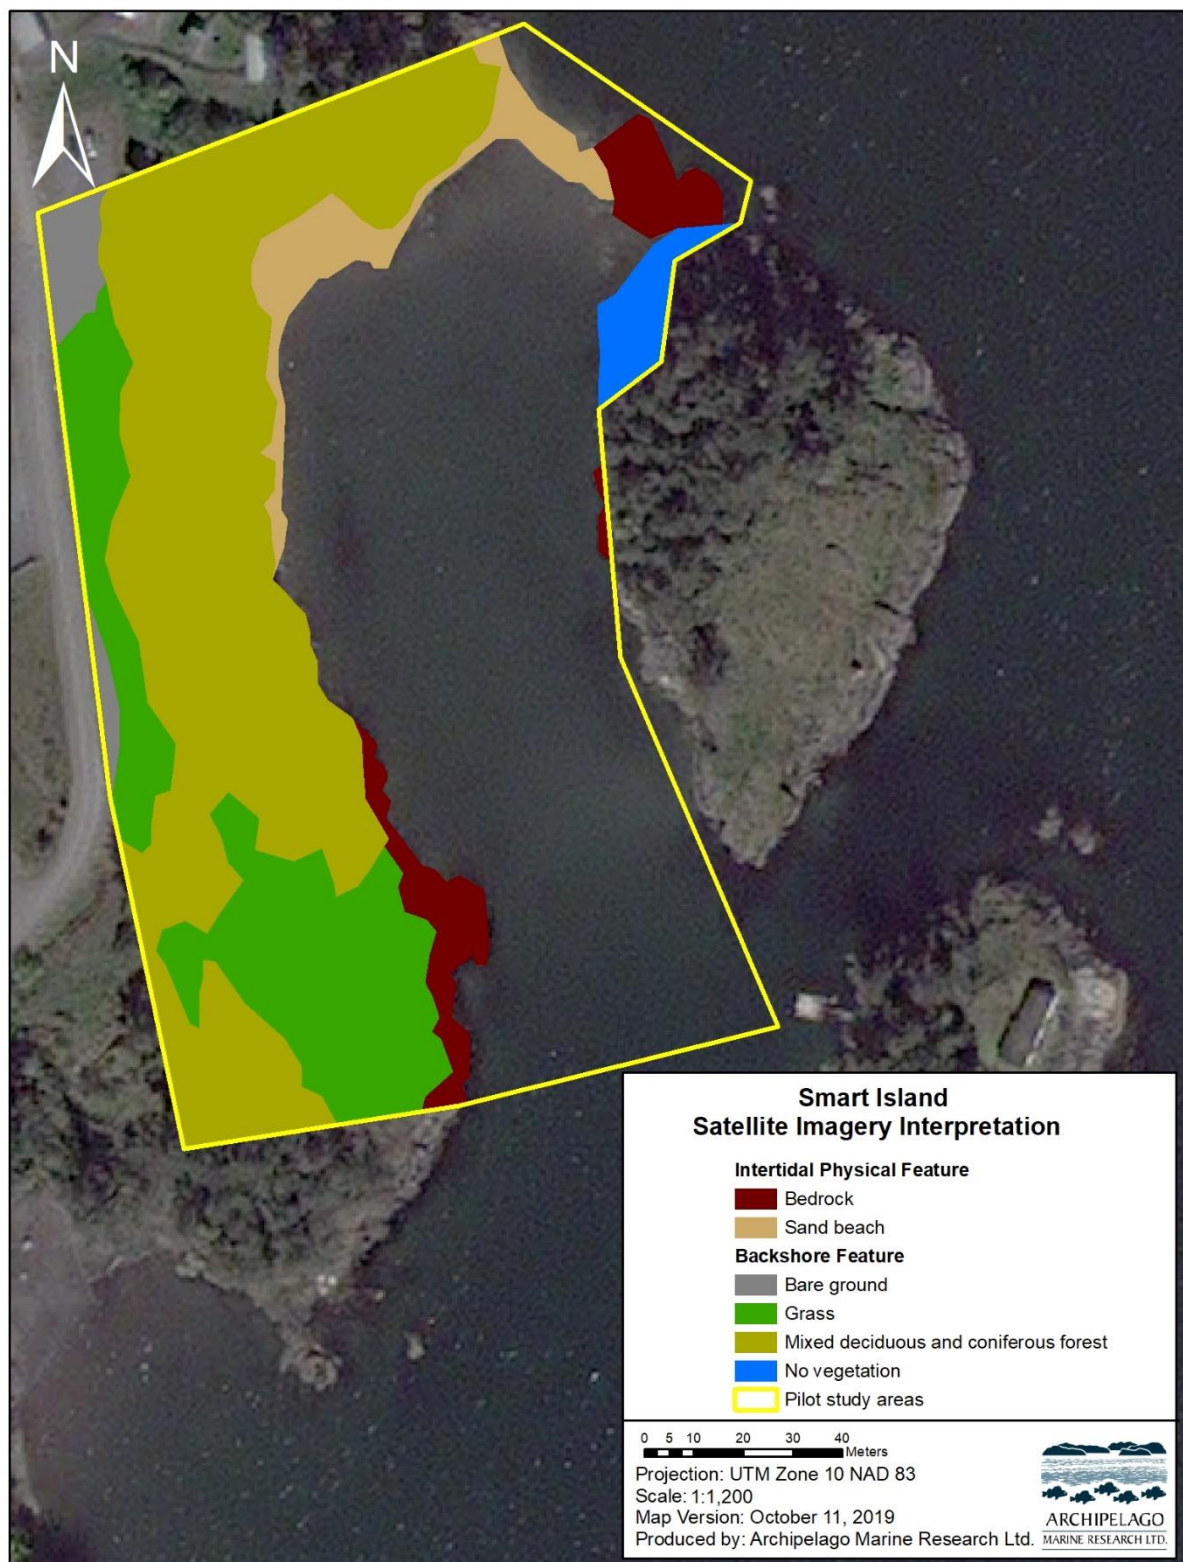 N
Smart Island
Satellite Imagery Interpretation
Intertidal Physical Feature
Bedrock
Sand beach
Backshore Feature
Bare ground
Grass
Mixed deciduous and coniferous forest
No vegetation
Pilot study areas
0 5 10 20 30 40
Meters
Projection: UTM Zone 10 NAD 83
Scale: 1:1,200
Map Version: October 11, 2019
Produced by: Archipelago Marine Research Ltd.
ARCHIPELAGO
MARINE RESEARCH LTD.